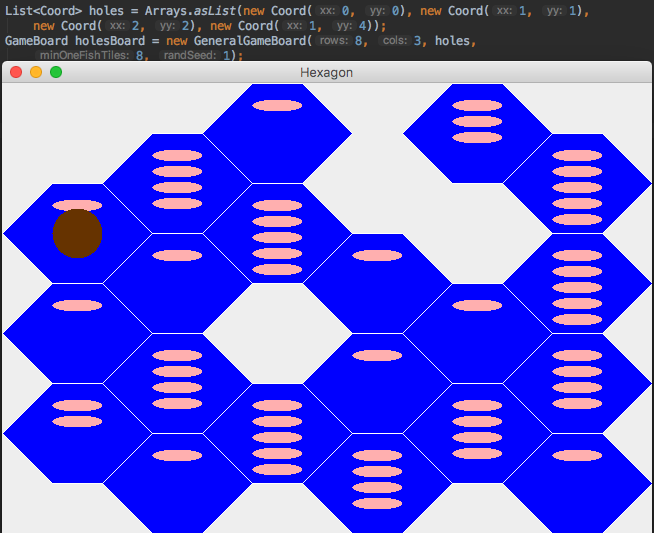 List<Coord> holes = Arrays.asList(new Coord( xx: 0, yy: 0), new Coord( xx: 1, yy: 1),
new Coord( xx: 2, yy: 2), new Coord( xx: 1, yy: 4));
GameBoard holesBoard = new GeneralGameBoard( rows: 8, cols: 3, holes,
minOneFishTiles: 8, randSeed: 1);
Hexagon